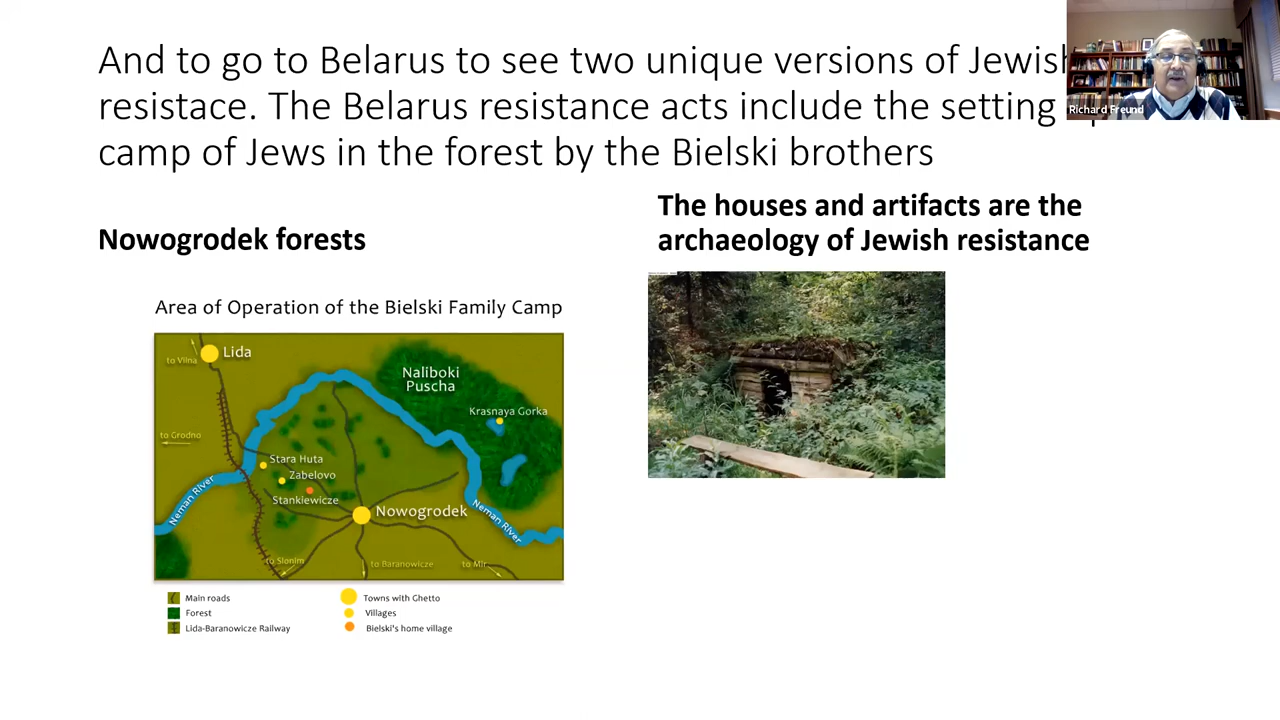 And to go to Belarus to see two unique versions of Jewish
resistace. The Belarus resistance acts include the setting
camp of Jews in the forest by the Bielski brothers
Richard Freund
Nowogrodek forests
The houses and artifacts are the
archaeology of Jewish resistance
Area of Operation of the Bielski Family Camp
Lida
to Vilna
Naliboki
Puscha
Krasnaya Gorka
to Grodno
Stara Huta
Zabelovo
Stankiewicze
Neman River
Nowogrodek
Neman River
to Slonim
to Baranowicze
to Mir
Main roads
Forest
Lida-Baranowicze Railway
Towns with Ghetto
Villages
Bielski's home village